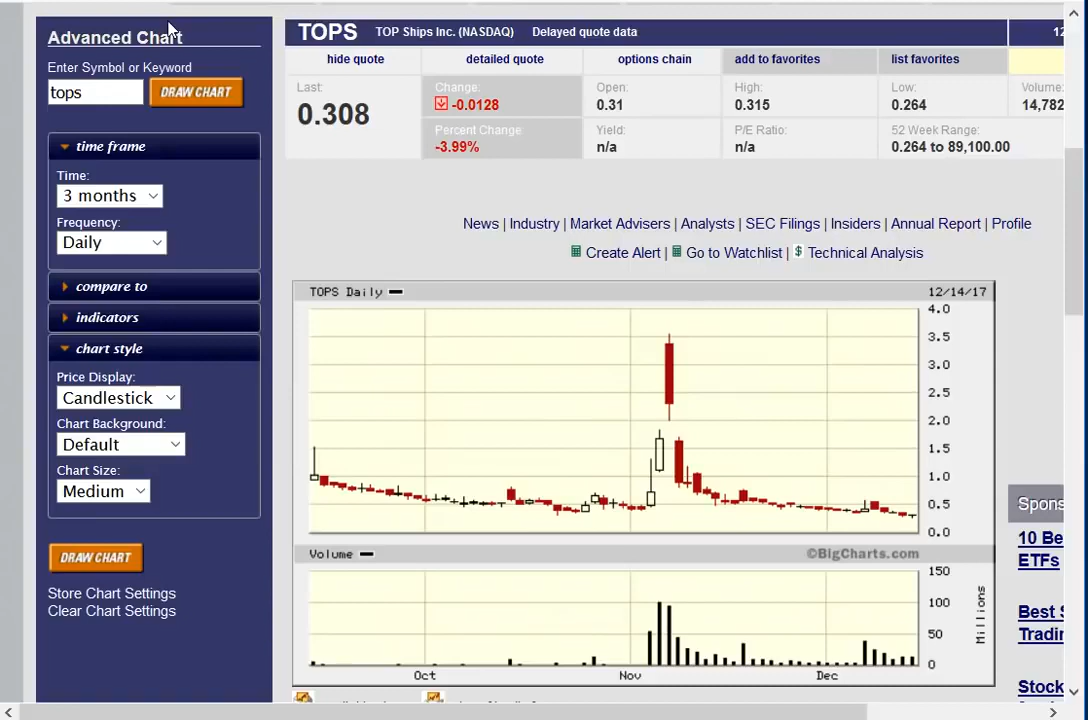 Advanced Chart
Enter Symbol or Keyword
tops DRAW CHART
time frame
Time:
3 months
Frequency:
Daily
compare to
indicators
chart style
Price Display:
Candlestick
Chart Background:
Default
Chart Size:
Medium
DRAW CHART
Store Chart Settings
Clear Chart Settings
TOPS TOP Ships Inc. (NASDAQ) Delayed quote data 12
hide quote detailed quote options chain add to favorites list favorites
Last: Change: Open: High: Low: Volume:
0.308 -0.0128 0.31 0.315 0.264 14,782
Percent Change: Yield: P/E Ratio: 52 Week Range:
-3.99% n/a n/a 0.264 to 89,100.00
News | Industry | Market Advisers | Analysts | SEC Filings | Insiders | Annual Report | Profile
Create Alert | Go to Watchlist | $ Technical Analysis
TOPS Daily 12/14/17
4.0
3.5
3.0
2.5
2.0
1.5
1.0
0.5
0.0
Volume ©BigCharts.com
150
100
50
0
Millions
Oct Nov Dec
Spons
10 Be
ETFs
Best S
Tradin
Stock